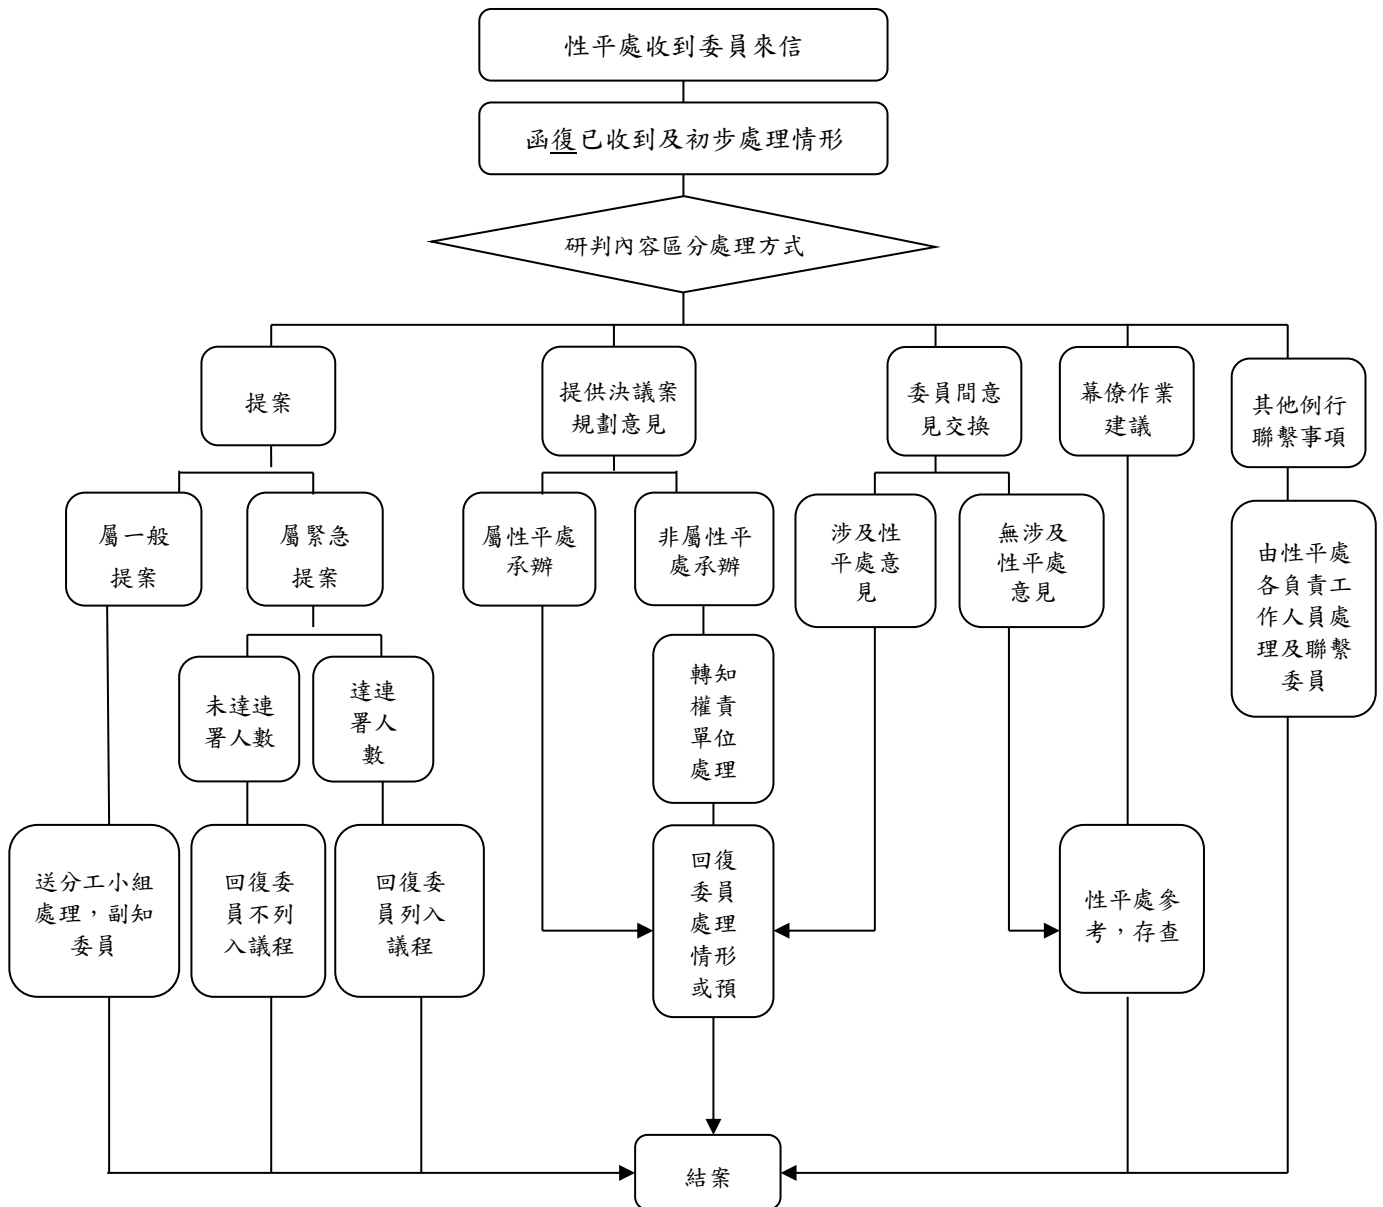 性平處收到委員來信
函復已收到及初步處理情形
研判內容區分處理方式
提案
提供決議案
規劃意見
委員間意
見交換
幕僚作業
建議
其他例行
聯繫事項
屬一般
提案
屬緊急
提案
屬性平處
承辦
非屬性平
處承辦
涉及性
平處意
見
無涉及
性平處
意見
由性平處
各負責工
作人員處
理及聯繫
委員
未達連
署人數
達連
署人
數
轉知
權責
單位
處理
送分工小組
處理，副知
委員
回復委
員不列
入議程
回復委
員列入
議程
回復
委員
處理
情形
或預
性平處參
考，存查
結案